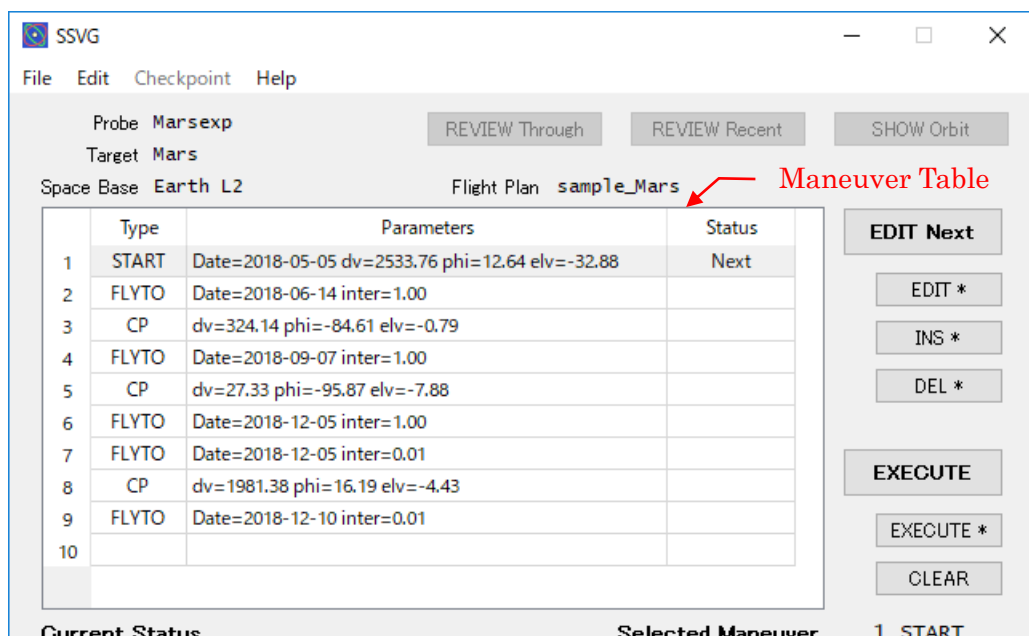 SSVG
File Edit Checkpoint Help
Probe Marsexp
REVIEW Through REVIEW Recent SHOW Orbit
Target Mars
Space Base Earth L2
Flight Plan sample_Mars
Maneuver Table
Type Parameters Status
EDIT Next
1 START Date=2018-05-05 dv=2533.76 phi=12.64 elv=-32.88 Next
2 FLYTO Date=2018-06-14 inter=1.00
EDIT *
3 CP dv=324.14 phi=-84.61 elv=-0.79
INS *
4 FLYTO Date=2018-09-07 inter=1.00
5 CP dv=27.33 phi=-95.87 elv=-7.88
DEL *
6 FLYTO Date=2018-12-05 inter=1.00
7 FLYTO Date=2018-12-05 inter=0.01
EXECUTE
8 CP dv=1981.38 phi=16.19 elv=-4.43
9 FLYTO Date=2018-12-10 inter=0.01
EXECUTE *
10
CLEAR
Current Status
Selected Maneuver 1 START